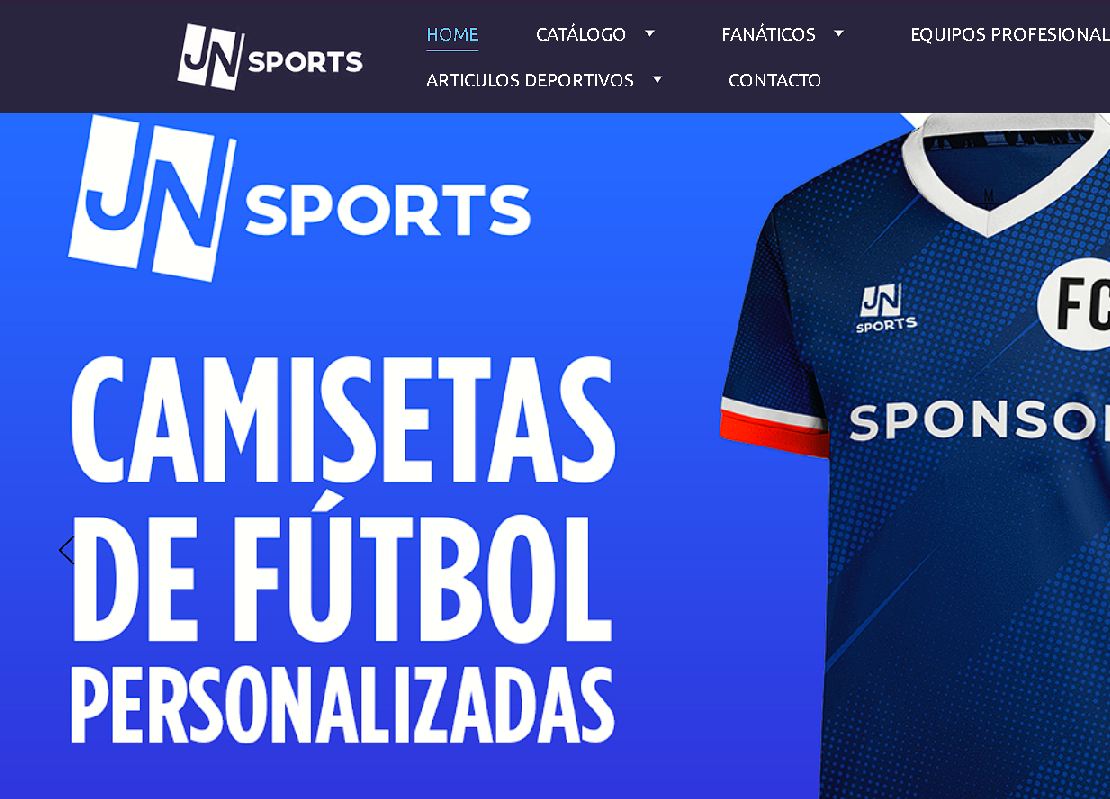 JN SPORTS
HOME
CATÁLOGO
FANÁTICOS
EQUIPOS PROFESIONAL
ARTICULOS DEPORTIVOS
CONTACTO
JN SPORTS
CAMISETAS
DE FÚTBOL
PERSONALIZADAS
M
JN
SPORTS
FC
SPONSO